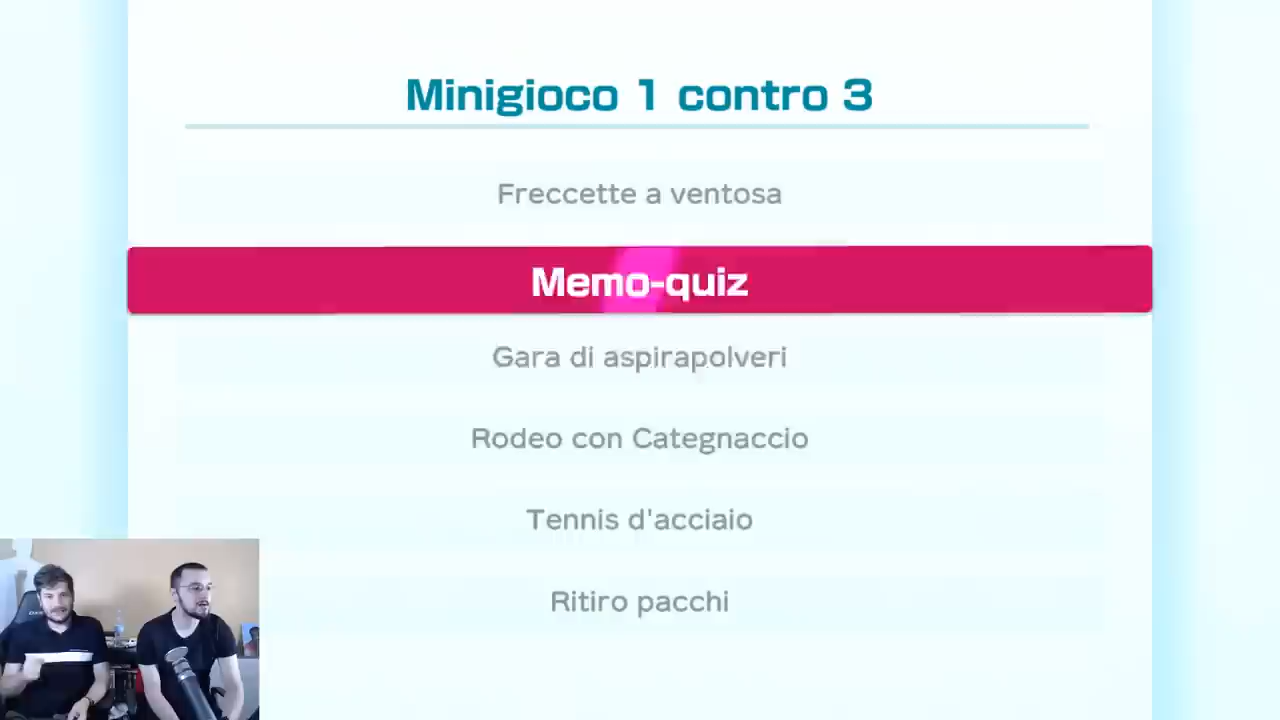 Minigioco 1 contro 3
Freccette a ventosa
Memo-quiz
Gara di aspirapolveri
Rodeo con Categnaccio
Tennis d'acciaio
Ritiro pacchi